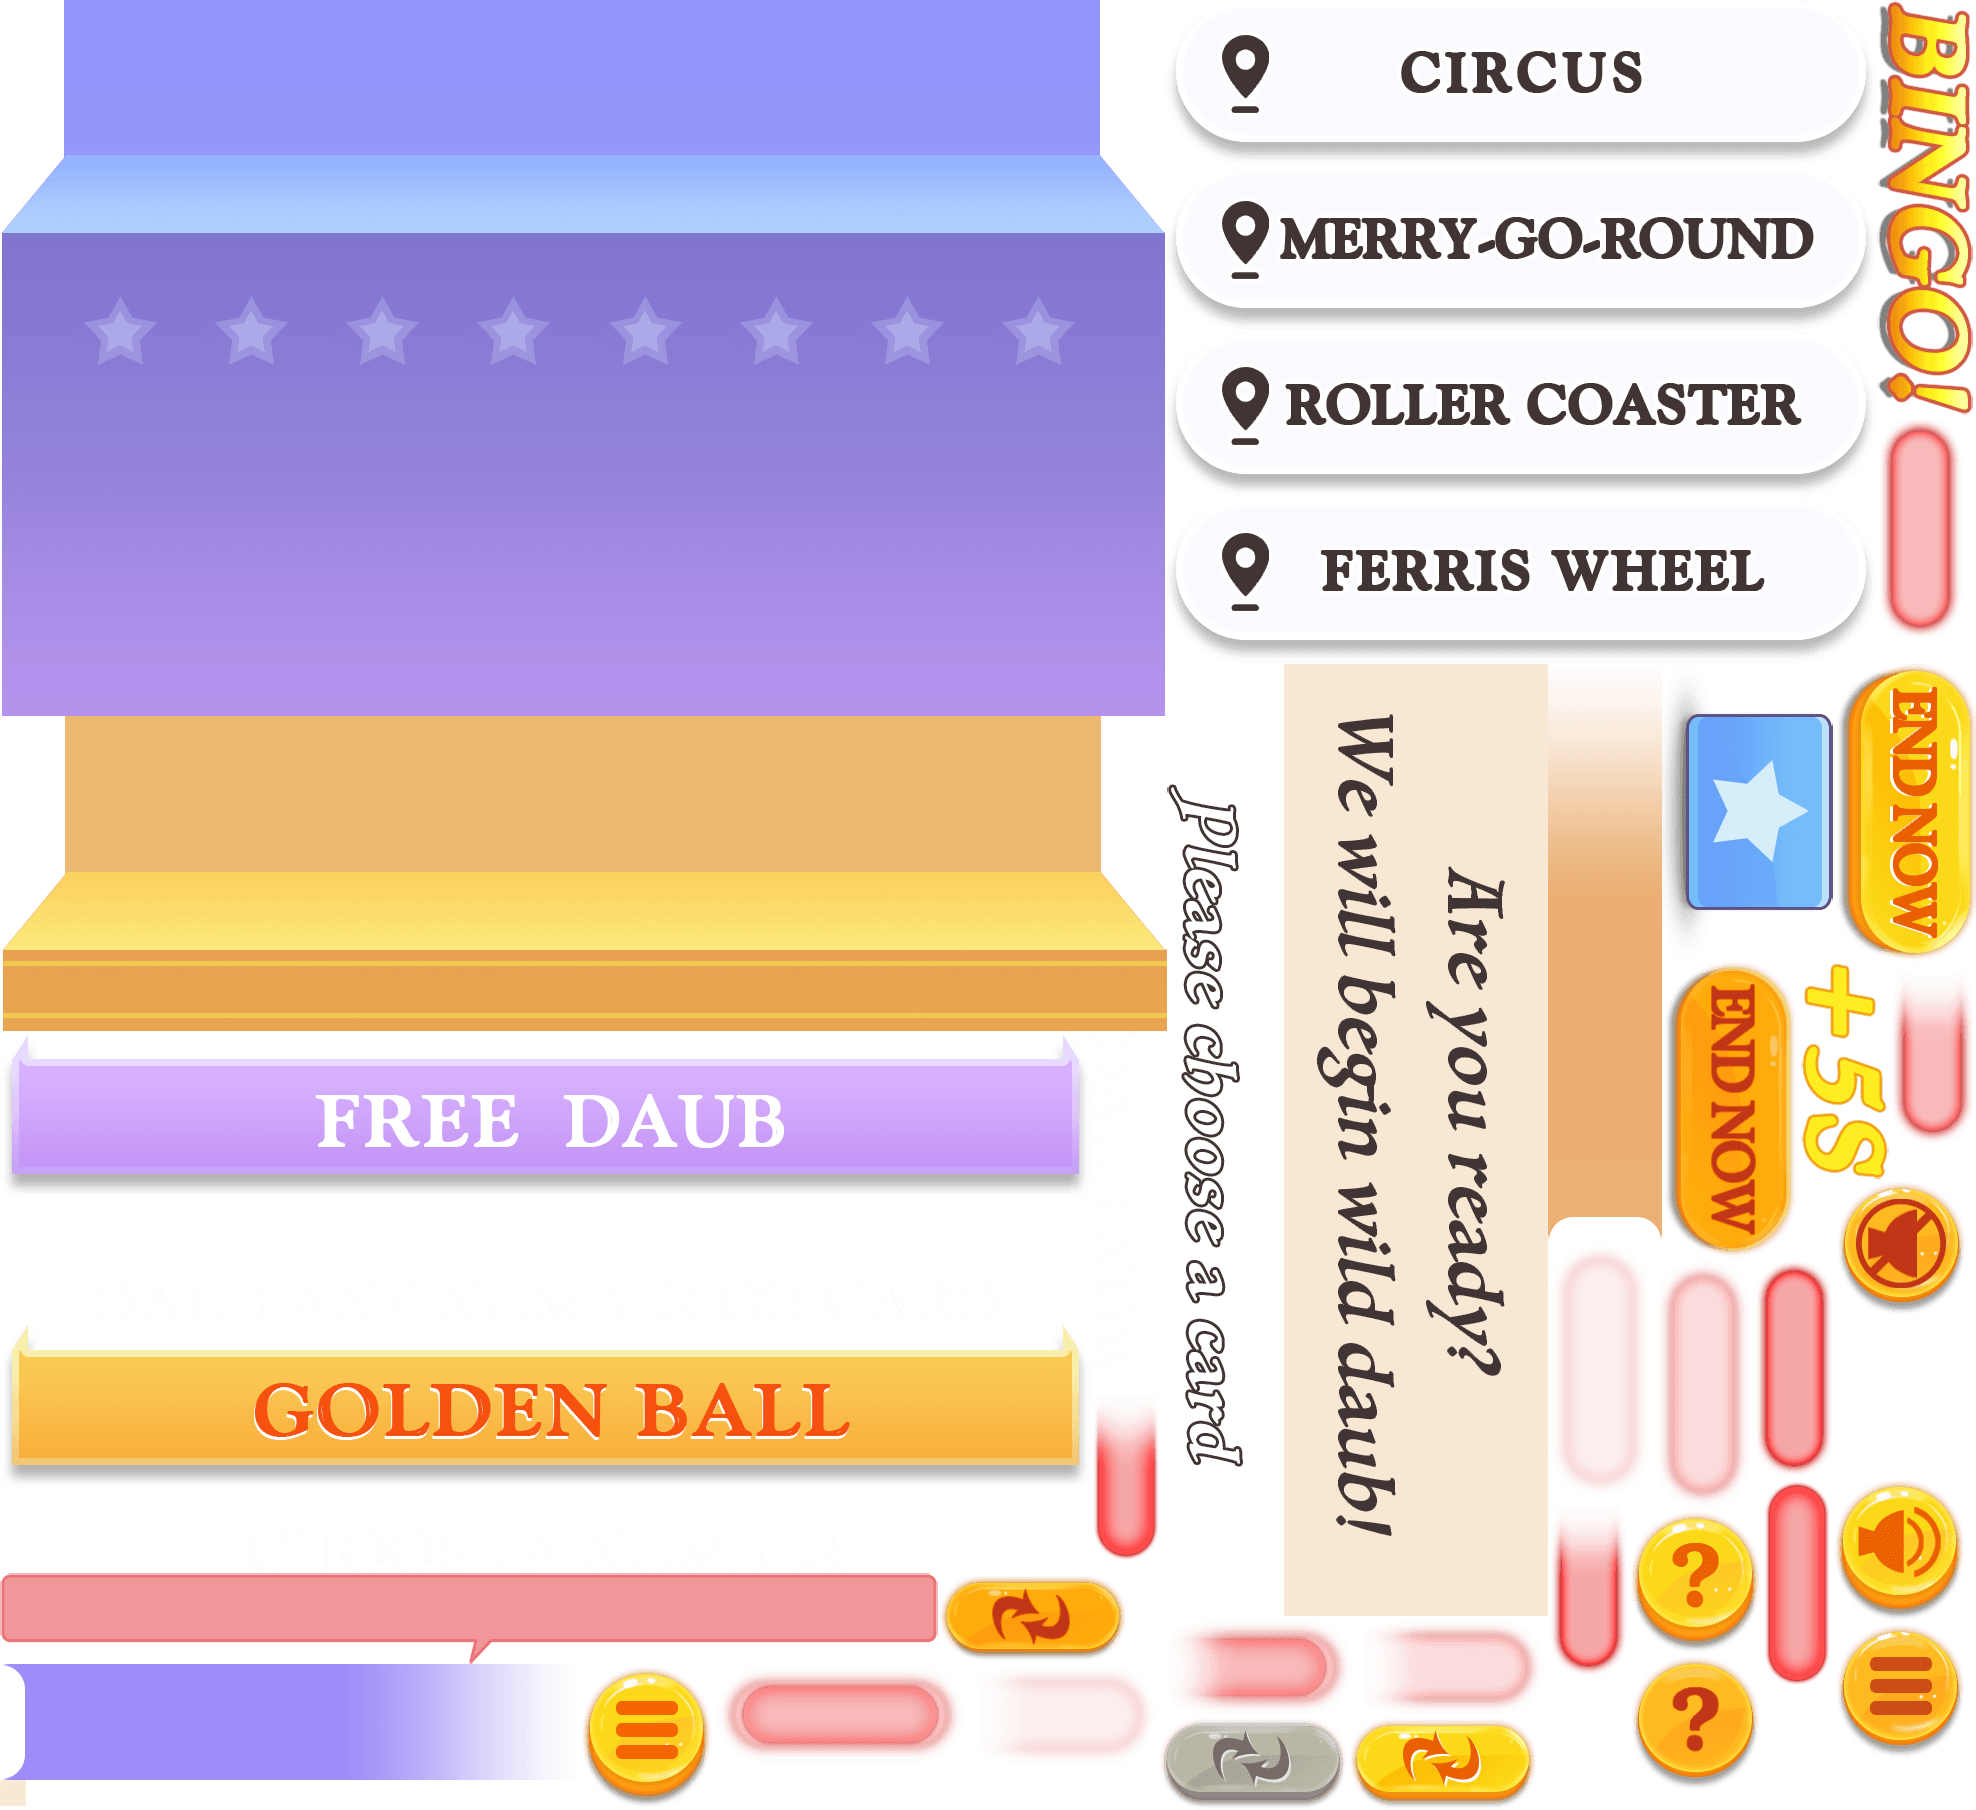 CIRCUS
MERRY-GO-ROUND
ROLLER COASTER
FERRIS WHEEL
BINGO!
END NOW
END NOW
+5S
Are you ready?
We will begin wild daub!
Please choose a card
FREE DAUB
GOLDEN BALL
?
?